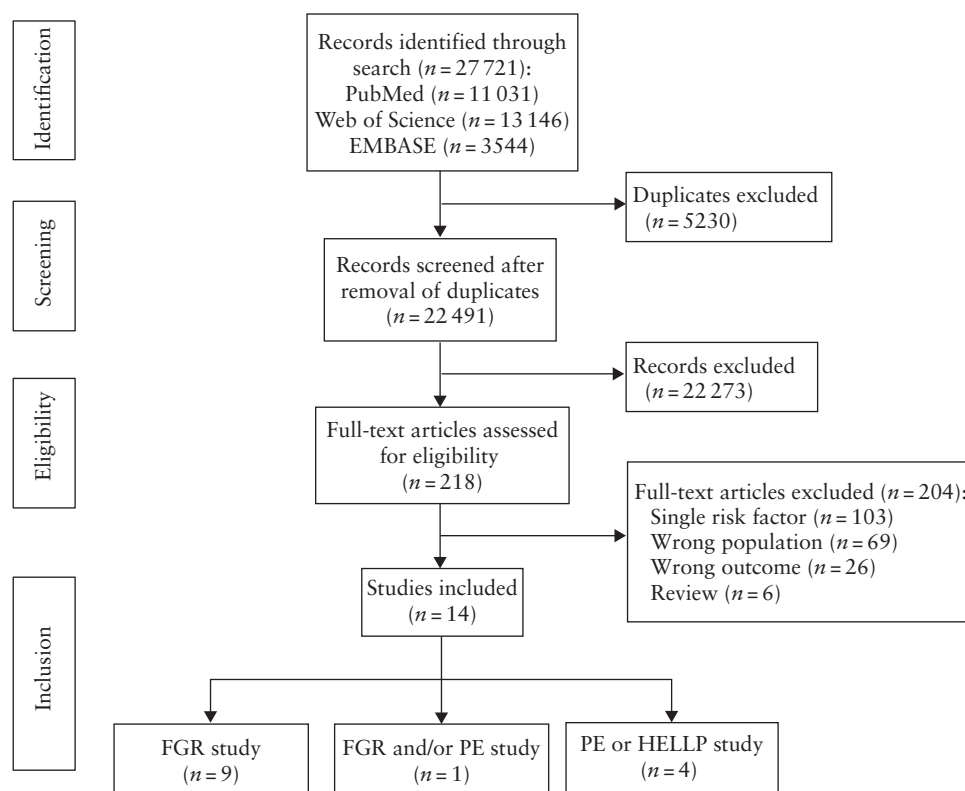 Identification
Records identified through
search (n = 27 721):
PubMed (n = 11 031)
Web of Science (n = 13 146)
EMBASE (n = 3544)
Duplicates excluded
(n = 5230)
Screening
Records screened after
removal of duplicates
(n = 22 491)
Records excluded
(n = 22 273)
Eligibility
Full-text articles assessed
for eligibility
(n = 218)
Full-text articles excluded (n = 204):
Single risk factor (n = 103)
Wrong population (n = 69)
Wrong outcome (n = 26)
Review (n = 6)
Inclusion
Studies included
(n = 14)
FGR study
(n = 9)
FGR and/or PE study
(n = 1)
PE or HELLP study
(n = 4)